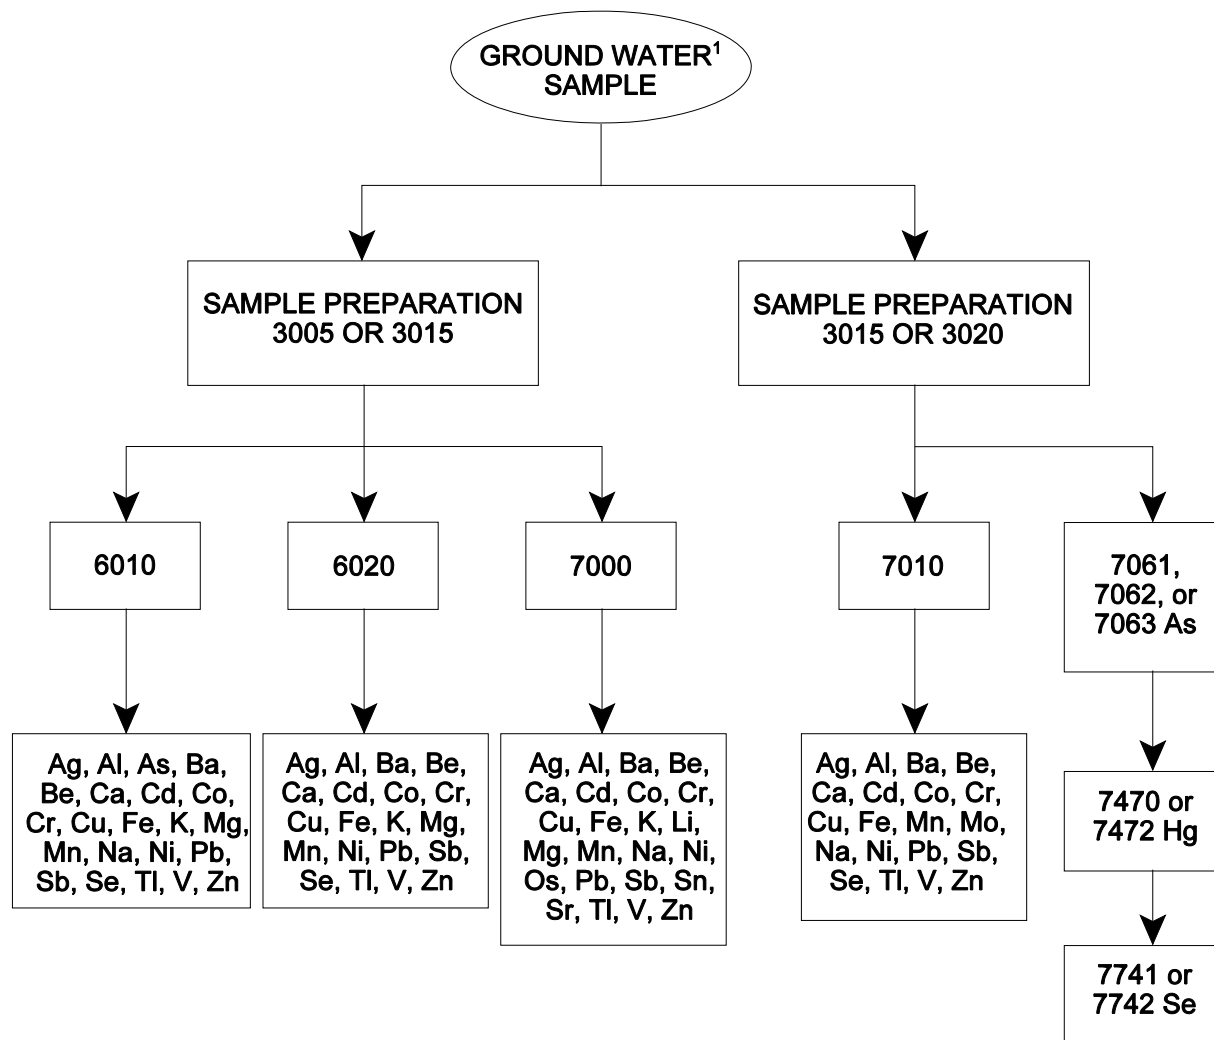 GROUND WATER¹
SAMPLE
SAMPLE PREPARATION
3005 OR 3015
SAMPLE PREPARATION
3015 OR 3020
6010
6020
7000
7010
7061,
7062, or
7063 As
Ag, Al, As, Ba,
Be, Ca, Cd, Co,
Cr, Cu, Fe, K, Mg,
Mn, Na, Ni, Pb,
Sb, Se, Tl, V, Zn
Ag, Al, Ba, Be,
Ca, Cd, Co, Cr,
Cu, Fe, K, Mg,
Mn, Ni, Pb, Sb,
Se, Tl, V, Zn
Ag, Al, Ba, Be,
Ca, Cd, Co, Cr,
Cu, Fe, K, Li,
Mg, Mn, Na, Ni,
Os, Pb, Sb, Sn,
Sr, Tl, V, Zn
Ag, Al, Ba, Be,
Ca, Cd, Co, Cr,
Cu, Fe, Mn, Mo,
Na, Ni, Pb, Sb,
Se, Tl, V, Zn
7470 or
7472 Hg
7741 or
7742 Se